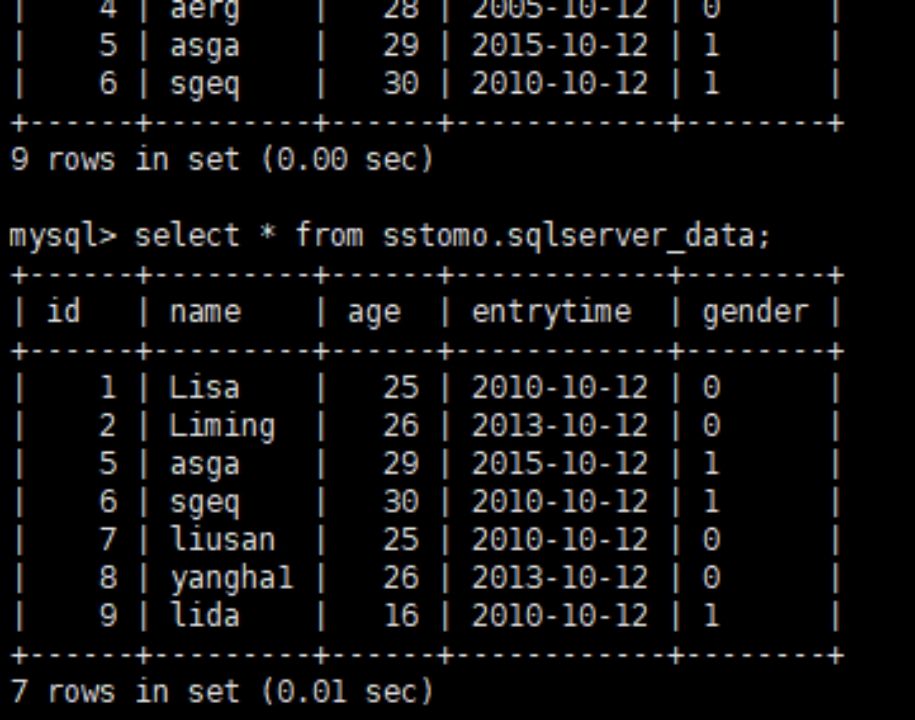 |    4 | aerg    |   28 | 2005-10-12 | 0      |
|    5 | asga    |   29 | 2015-10-12 | 1      |
|    6 | sgeq    |   30 | 2010-10-12 | 1      |
+------+---------+------+------------+--------+
9 rows in set (0.00 sec)
mysql> select * from sstomo.sqlserver_data;
+------+---------+------+------------+--------+
| id   | name    | age  | entrytime  | gender |
+------+---------+------+------------+--------+
|    1 | Lisa    |   25 | 2010-10-12 | 0      |
|    2 | Liming  |   26 | 2013-10-12 | 0      |
|    5 | asga    |   29 | 2015-10-12 | 1      |
|    6 | sgeq    |   30 | 2010-10-12 | 1      |
|    7 | liusan  |   25 | 2010-10-12 | 0      |
|    8 | yanghal |   26 | 2013-10-12 | 0      |
|    9 | lida    |   16 | 2010-10-12 | 1      |
+------+---------+------+------------+--------+
7 rows in set (0.01 sec)